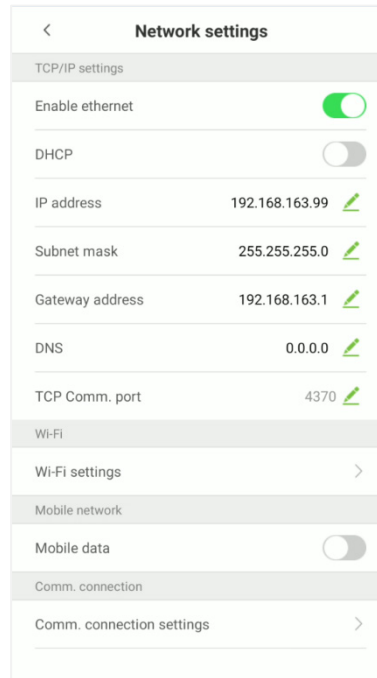 Network settings
TCP/IP settings
Enable ethernet
DHCP
IP address 192.168.163.99
Subnet mask 255.255.255.0
Gateway address 192.168.163.1
DNS 0.0.0.0
TCP Comm. port 4370
Wi-Fi
Wi-Fi settings
Mobile network
Mobile data
Comm. connection
Comm. connection settings